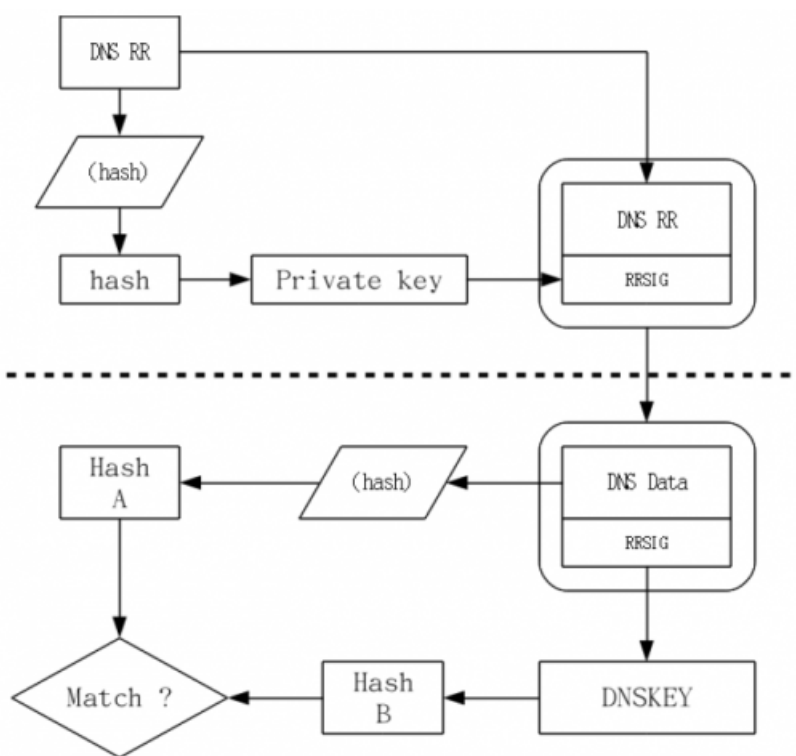 DNS RR
(hash)
DNS RR
hash
Private key
RRSIG
Hash
A
(hash)
DNS Data
RRSIG
Match ?
Hash
B
DNSKEY